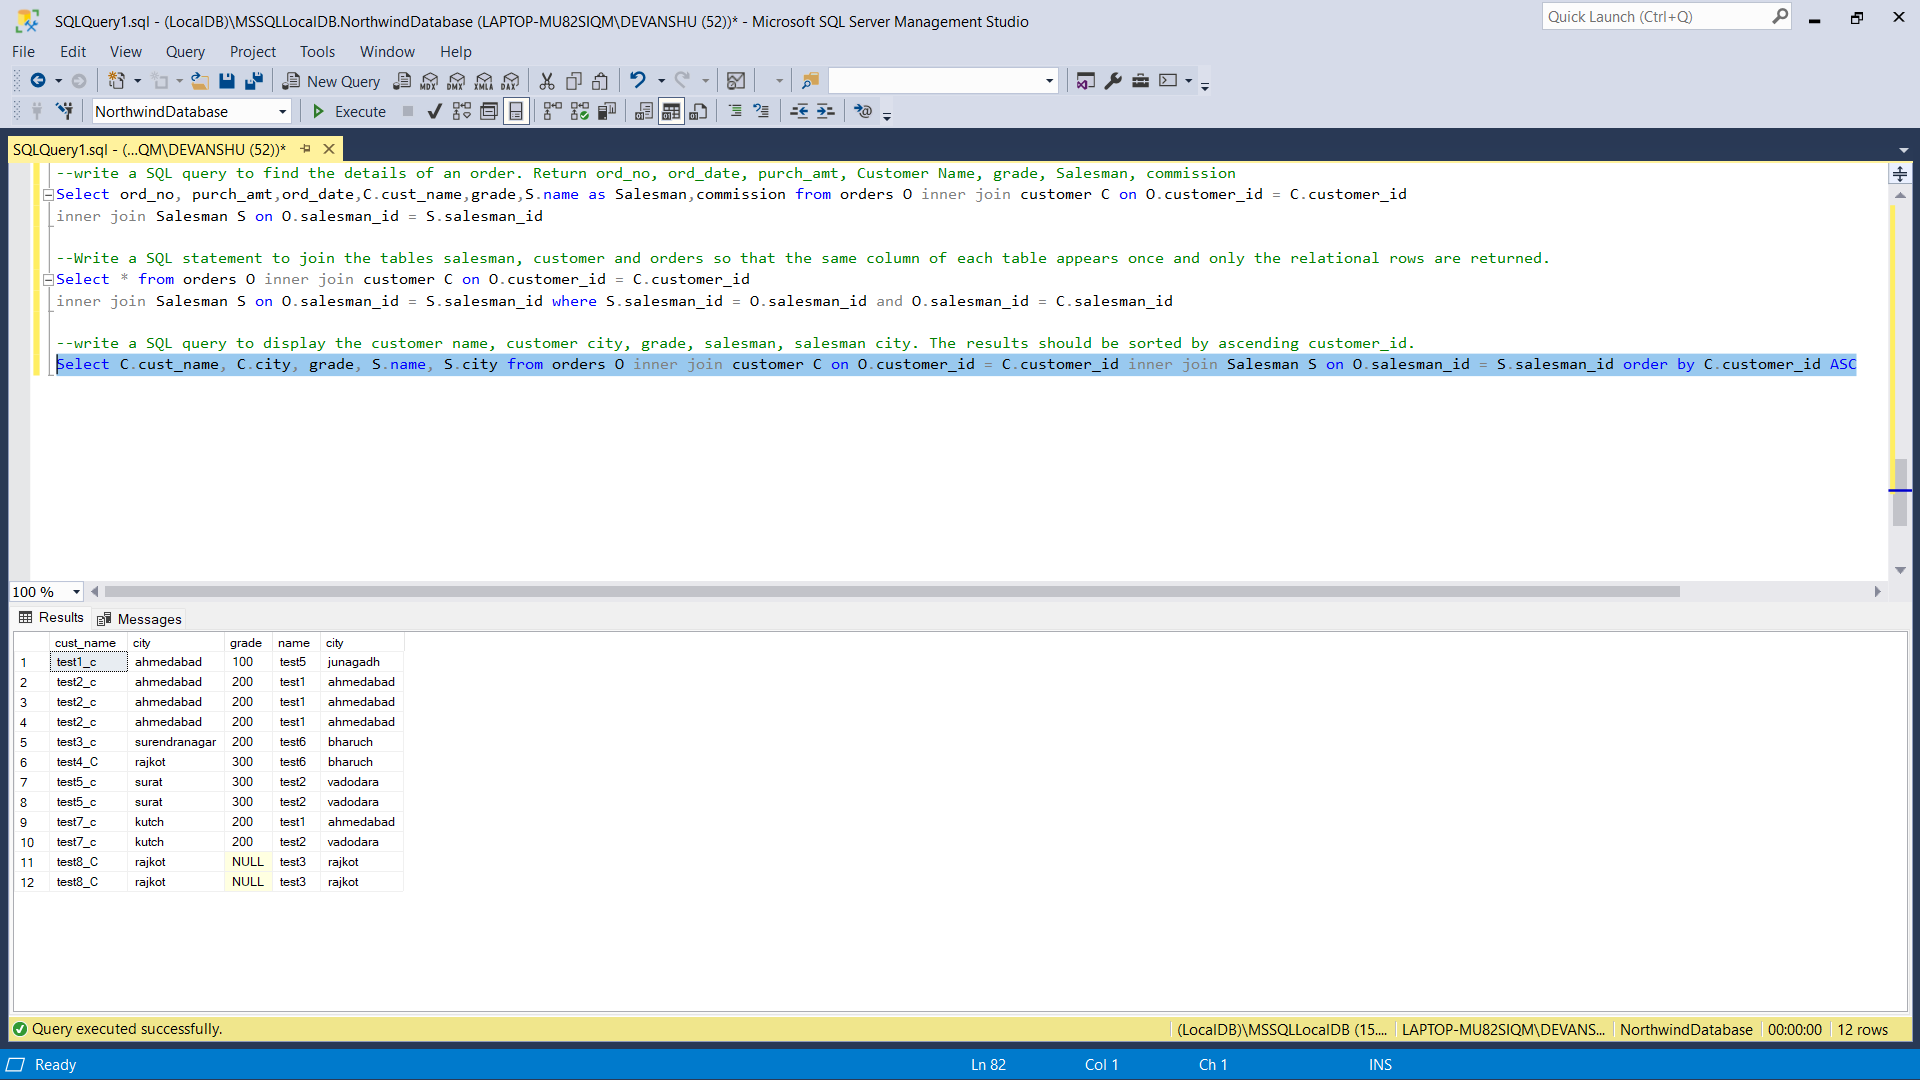 SQLQuery1.sql - (LocalDB)\MSSQLLocalDB.NorthwindDatabase (LAPTOP-MU82SIQM\DEVANSHU (52))* - Microsoft SQL Server Management Studio
Quick Launch (Ctrl+Q)
File Edit View Query Project Tools Window Help
New Query MDX DMX XMLA DAX
NorthwindDatabase Execute
SQLQuery1.sql - (...QM\DEVANSHU (52))*
--write a SQL query to find the details of an order. Return ord_no, ord_date, purch_amt, Customer Name, grade, Salesman, commission
Select ord_no, purch_amt,ord_date,C.cust_name,grade,S.name as Salesman,commission from orders O inner join customer C on O.customer_id = C.customer_id
inner join Salesman S on O.salesman_id = S.salesman_id
--Write a SQL statement to join the tables salesman, customer and orders so that the same column of each table appears once and only the relational rows are returned.
Select * from orders O inner join customer C on O.customer_id = C.customer_id
inner join Salesman S on O.salesman_id = S.salesman_id where S.salesman_id = O.salesman_id and O.salesman_id = C.salesman_id
--write a SQL query to display the customer name, customer city, grade, salesman, salesman city. The results should be sorted by ascending customer_id.
Select C.cust_name, C.city, grade, S.name, S.city from orders O inner join customer C on O.customer_id = C.customer_id inner join Salesman S on O.salesman_id = S.salesman_id order by C.customer_id ASC
100 %
Results Messages
cust_name city grade name city
1 test1_c ahmedabad 100 test5 junagadh
2 test2_c ahmedabad 200 test1 ahmedabad
3 test2_c ahmedabad 200 test1 ahmedabad
4 test2_c ahmedabad 200 test1 ahmedabad
5 test3_c surendranagar 200 test6 bharuch
6 test4_C rajkot 300 test6 bharuch
7 test5_c surat 300 test2 vadodara
8 test5_c surat 300 test2 vadodara
9 test7_c kutch 200 test1 ahmedabad
10 test7_c kutch 200 test2 vadodara
11 test8_C rajkot NULL test3 rajkot
12 test8_C rajkot NULL test3 rajkot
Query executed successfully. (LocalDB)\MSSQLLocalDB (15.... LAPTOP-MU82SIQM\DEVANS... NorthwindDatabase 00:00:00 12 rows
Ready Ln 82 Col 1 Ch 1 INS